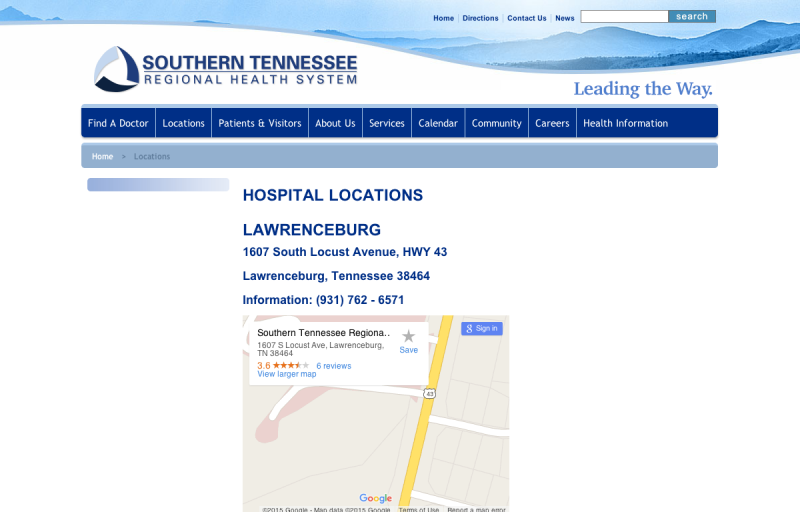 Home Directions Contact Us News search
SOUTHERN TENNESSEE
REGIONAL HEALTH SYSTEM
Leading the Way.
Find A Doctor Locations Patients & Visitors About Us Services Calendar Community Careers Health Information
Home > Locations
HOSPITAL LOCATIONS
LAWRENCEBURG
1607 South Locust Avenue, HWY 43
Lawrenceburg, Tennessee 38464
Information: (931) 762 - 6571
Southern Tennessee Regiona..
Save
Sign in
1607 S Locust Ave, Lawrenceburg,
TN 38464
3.6 6 reviews
View larger map
43
Google
©2015 Google - Map data ©2015 Google Terms of Use Report a map error